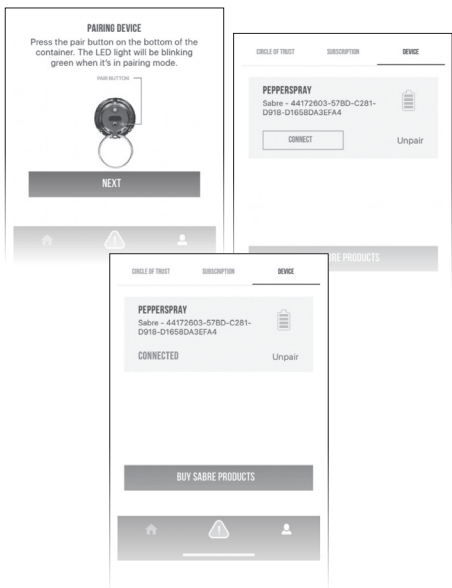 PAIRING DEVICE
Press the pair button on the bottom of the
container. The LED light will be blinking
green when it's in pairing mode.
PAIR BUTTON
NEXT
CIRCLE OF TRUST SUBSCRIPTION DEVICE
PEPPERSPRAY
Sabre - 44172603-57BD-C281-
D918-D1658DA3EFA4
CONNECT Unpair
RE PRODUCTS
CIRCLE OF TRUST SUBSCRIPTION DEVICE
PEPPERSPRAY
Sabre - 44172603-57BD-C281-
D918-D1658DA3EFA4
CONNECTED Unpair
BUY SABRE PRODUCTS